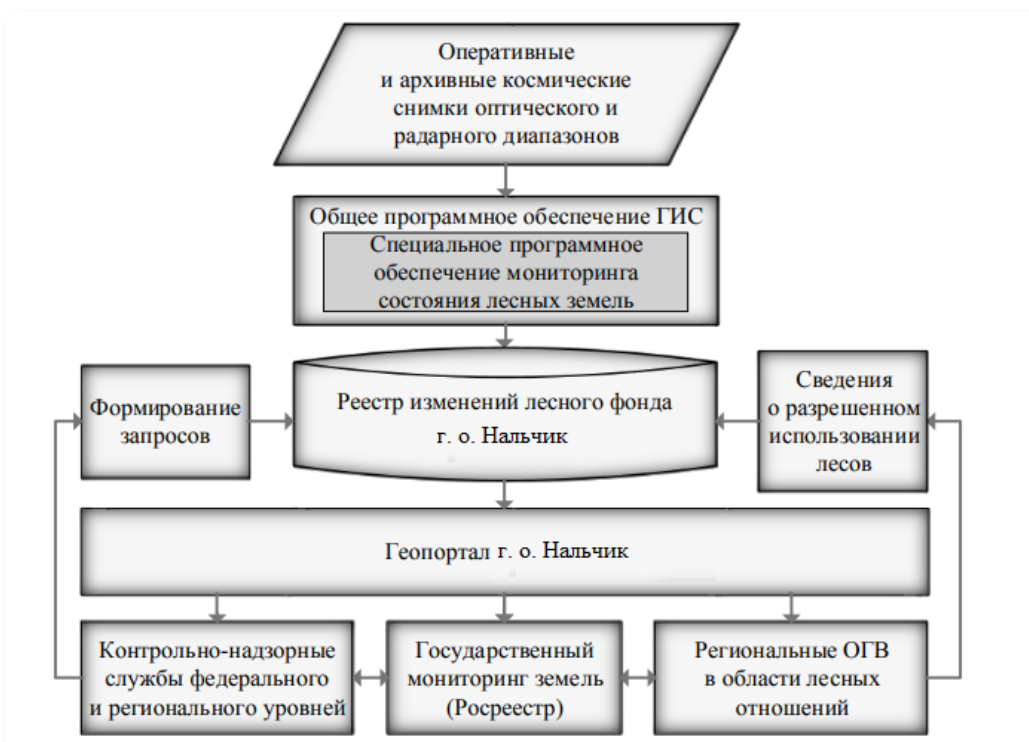 Оперативные
и архивные космические
снимки оптического и
радарного диапазонов
Общее программное обеспечение ГИС
Специальное программное
обеспечение мониторинга
состояния лесных земель
Формирование
запросов
Реестр изменений лесного фонда
г. о. Нальчик
Сведения
о разрешенном
использовании
лесов
Геопортал г. о. Нальчик
Контрольно-надзорные
службы федерального
и регионального уровней
Государственный
мониторинг земель
(Росреестр)
Региональные ОГВ
в области лесных
отношений